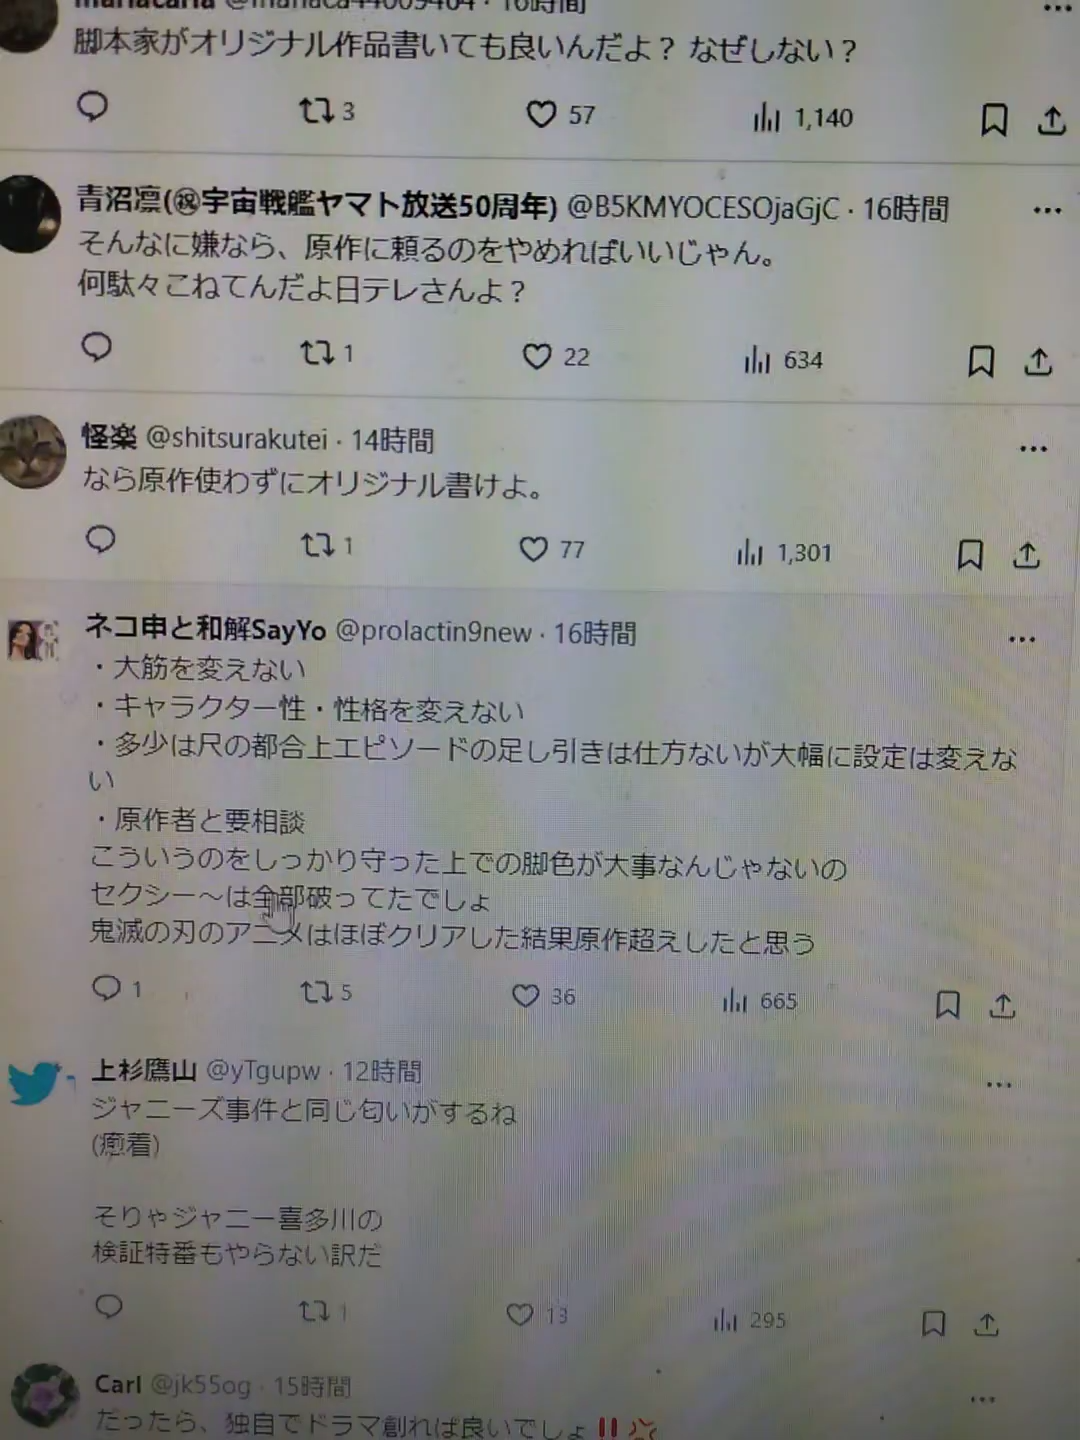 脚本家がオリジナル作品書いても良いんだよ? なぜしない?
3 57 1,140
青沼凛(㊗宇宙戦艦ヤマト放送50周年) @B5KMYOCESOjaGjC · 16時間
そんなに嫌なら、原作に頼るのをやめればいいじゃん。
何駄々こねてんだよ日テレさんよ?
1 22 634
怪楽 @shitsurakutei · 14時間
なら原作使わずにオリジナル書けよ。
1 77 1,301
ネコ申と和解SayYo @prolactin9new · 16時間
・大筋を変えない
・キャラクター性・性格を変えない
・多少は尺の都合上エピソードの足し引きは仕方ないが大幅に設定は変えな
い
・原作者と要相談
こういうのをしっかり守った上での脚色が大事なんじゃないの
セクシー～は全部破ってたでしょ
鬼滅の刃のアニメはほぼクリアした結果原作超えしたと思う
1 5 36 665
上杉鷹山 @yTgupw · 12時間
ジャニーズ事件と同じ匂いがするね
(癒着)
そりゃジャニー喜多川の
検証特番もやらない訳だ
1 13 295
Carl @jk55og · 15時間
だったら、独自でドラマ創れば良いでしょ‼💢